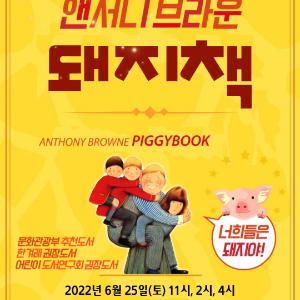 앤서니 브라운
돼지책
ANTHONY BROWNE PIGGYBOOK
너희들은
돼지야!
문화관광부 추천도서
한겨레 권장도서
어린이 도서연구회 권장도서
2022년 6월 25일(토) 11시, 2시, 4시